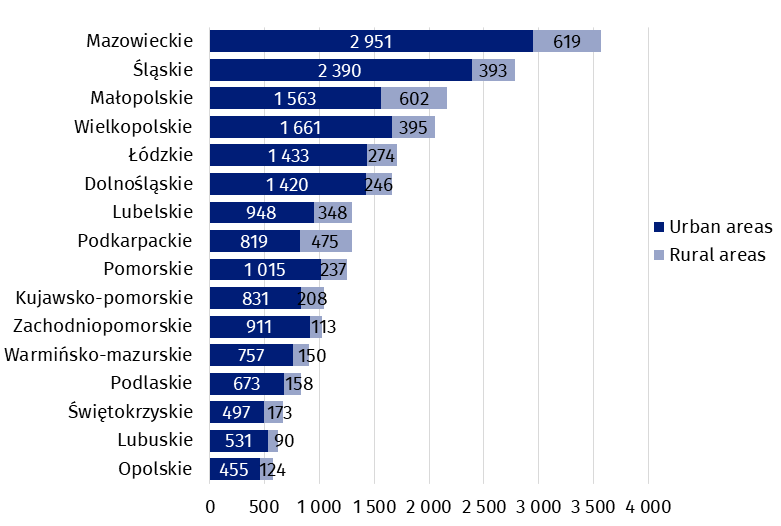 Mazowieckie 2 951 619
Śląskie 2 390 393
Małopolskie 1 563 602
Wielkopolskie 1 661 395
Łódzkie 1 433 274
Dolnośląskie 1 420 246
Lubelskie 948 348
Podkarpackie 819 475
Pomorskie 1 015 237
Kujawsko-pomorskie 831 208
Zachodniopomorskie 911 113
Warmińsko-mazurskie 757 150
Podlaskie 673 158
Świętokrzyskie 497 173
Lubuskie 531 90
Opolskie 455 124
0 500 1 000 1 500 2 000 2 500 3 000 3 500 4 000
Urban areas
Rural areas